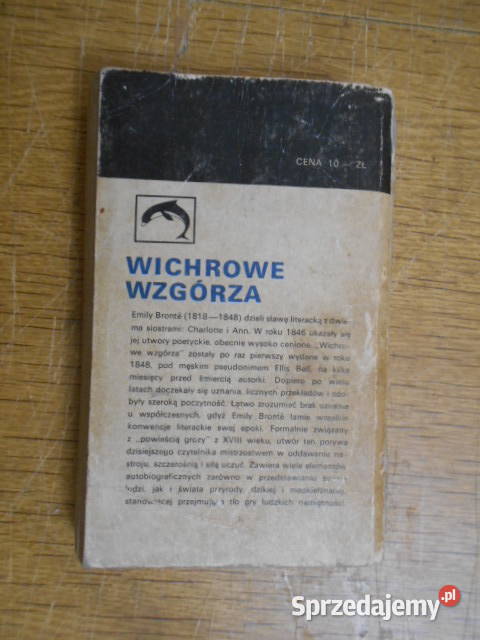 CENA 10 — ZŁ
WICHROWE
WZGÓRZA
Emily Brontë (1818—1848) dzieli sławę literacką z dwie-
ma siostrami: Charlotte i Ann. W roku 1846 ukazały się
jej utwory poetyckie, obecnie wysoko cenione. „Wichro-
we wzgórza" zostały po raz pierwszy wydane w roku
1848, pod męskim pseudonimem Ellis Bell, na kilka
miesięcy przed śmiercią autorki. Dopiero po wielu
latach doczekały się uznania, licznych przekładów i zdo-
były szeroką poczytność. Łatwo zrozumieć brak uznania
u współczesnych, gdyż Emily Brontë łamie wszelkie
konwencje literackie swej epoki. Formalnie związany
z „powieścią grozy" z XVIII wieku, utwór ten porywa
dzisiejszego czytelnika mistrzostwem w oddawaniu na-
stroju, szczerością i siłą uczuć. Zawiera wiele elementów
autobiograficznych zarówno w przedstawianiu
ludzi, jak i świata przyrody, dzikiej i nieokiełznanej,
stanowiącej przejmujące tło gry ludzkich namiętności.
Sprzedajemy.pl